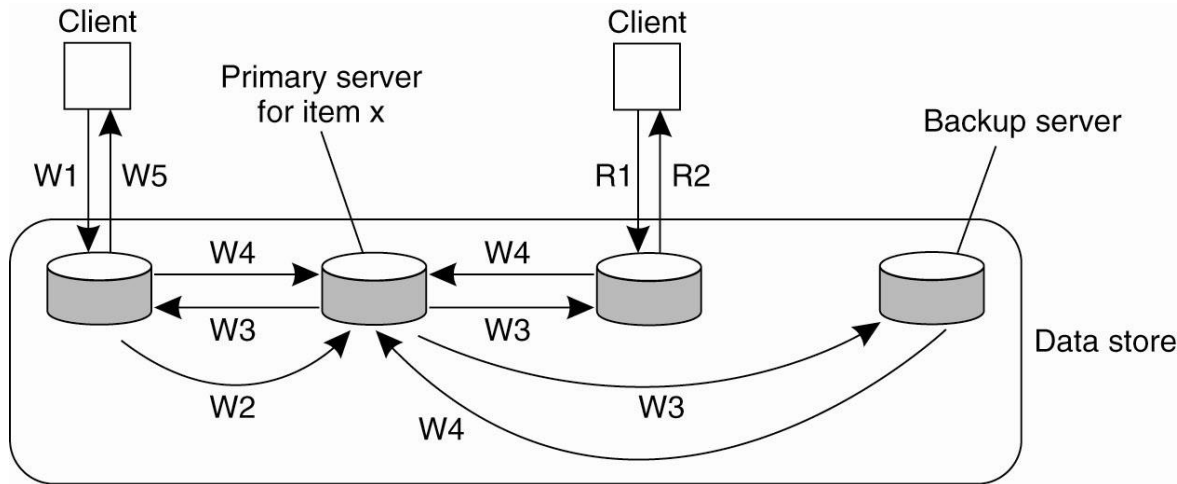 Client
Client
Primary server
for item x
Backup server
W1
W5
R1
R2
W4
W4
W3
W3
Data store
W2
W3
W4